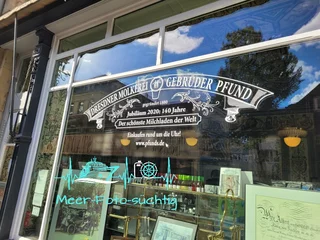 DRESDNER MOLKEREI GEBRÜDER PFUND
gegründet 1880
Jubiläum 2020: 140 Jahre
Der schönste Milchladen der Welt
Einkaufen rund um die Uhr!
www.pfunds.de
Meer-Foto-suchtig